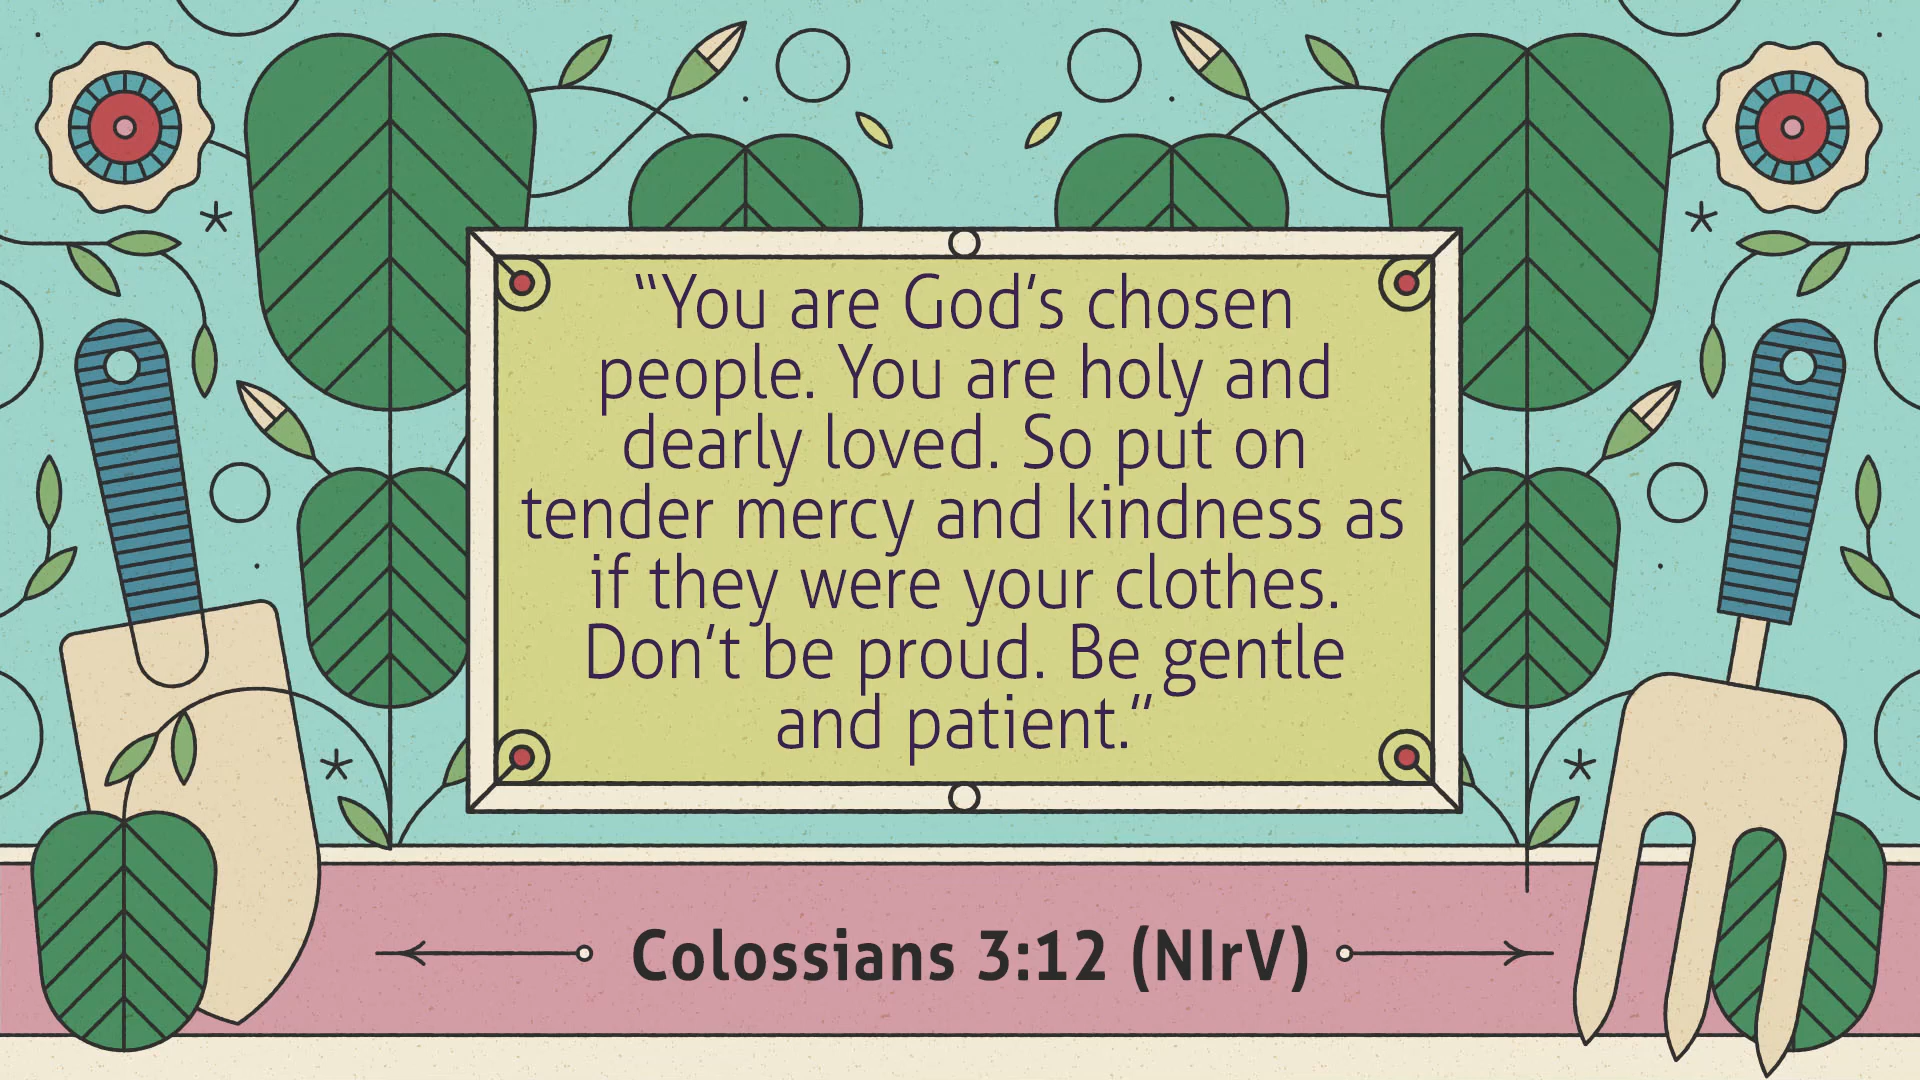 “You are God’s chosen
people. You are holy and
dearly loved. So put on
tender mercy and kindness as
if they were your clothes.
Don’t be proud. Be gentle
and patient.”
Colossians 3:12 (NIrV)